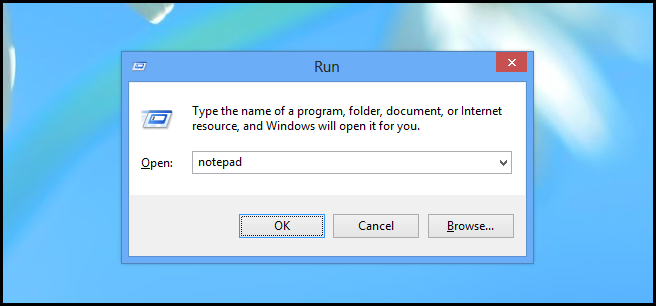 Run
Type the name of a program, folder, document, or Internet
resource, and Windows will open it for you.
Open: notepad
OK Cancel Browse...